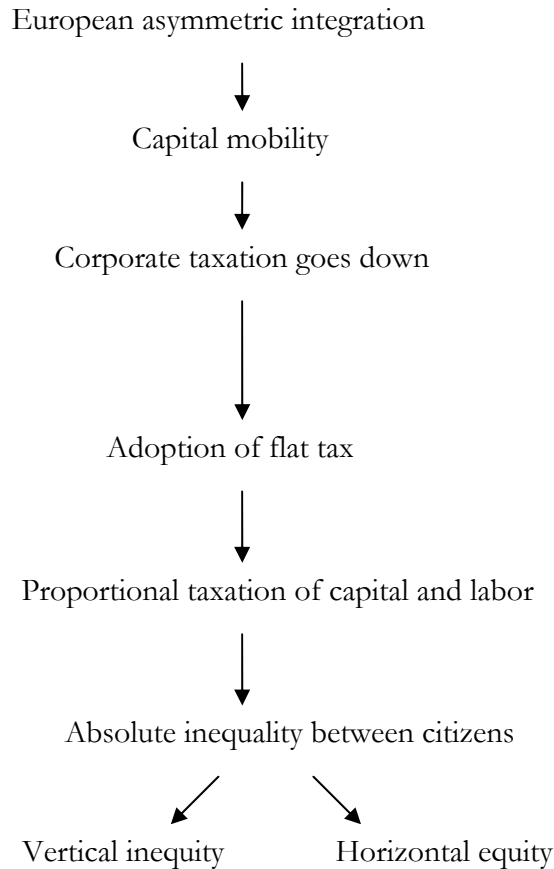 European asymmetric integration
Capital mobility
Corporate taxation goes down
Adoption of flat tax
Proportional taxation of capital and labor
Absolute inequality between citizens
Vertical inequity
Horizontal equity